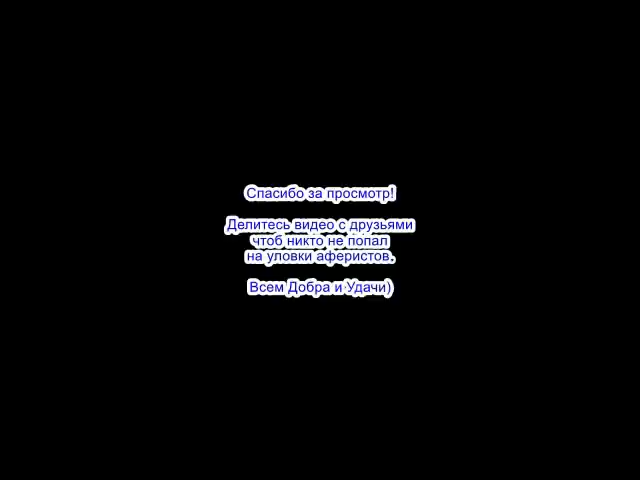 Спасибо за просмотр!
Делитесь видео с друзьями
чтоб никто не попал
на уловки аферистов.
Всем Добра и Удачи)